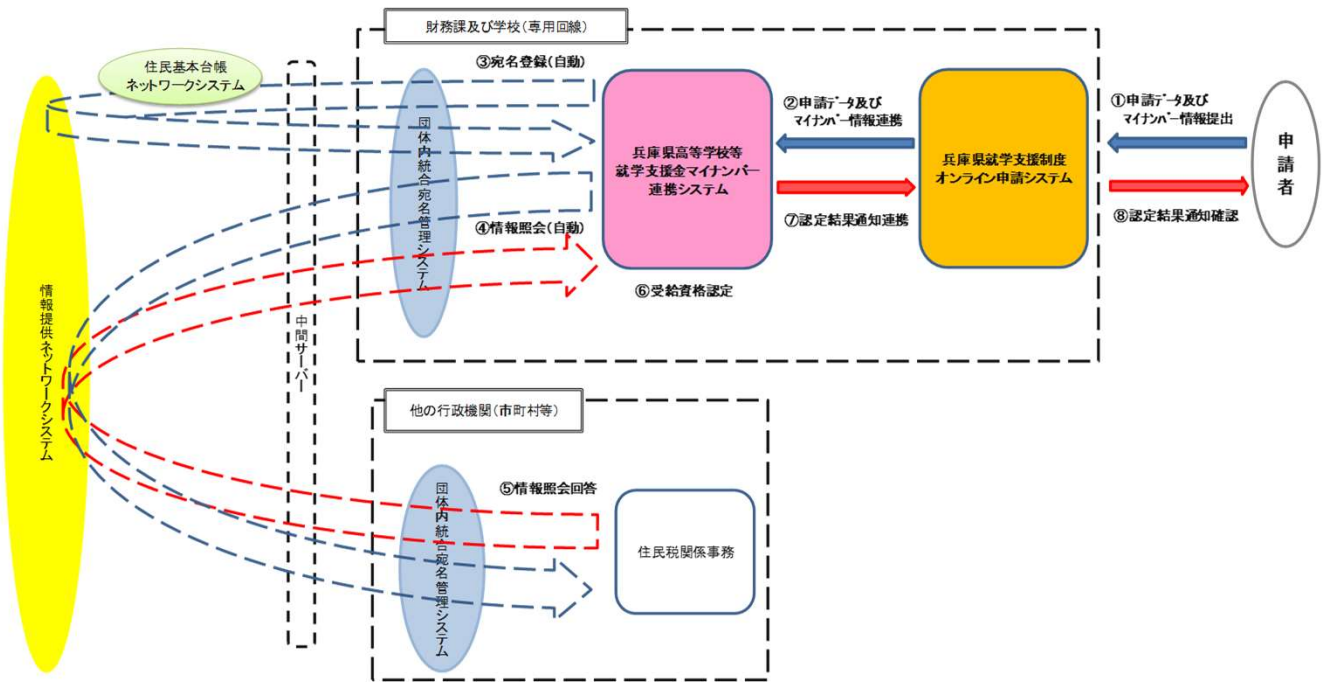 財務課及び学校（専用回線）
住民基本台帳
ネットワークシステム
③宛名登録（自動）
②申請データ及び
マイナンバー情報連携
①申請データ及び
マイナンバー情報提出
団体内統合宛名管理システム
兵庫県高等学校等
就学支援金マイナンバー
連携システム
兵庫県就学支援制度
オンライン申請システム
申請者
④情報照会（自動）
⑦認定結果通知連携
⑧認定結果通知確認
⑥受給資格認定
情報提供ネットワークシステム
中間サーバー
他の行政機関（市町村等）
団体内統合宛名管理システム
⑤情報照会回答
住民税関係事務